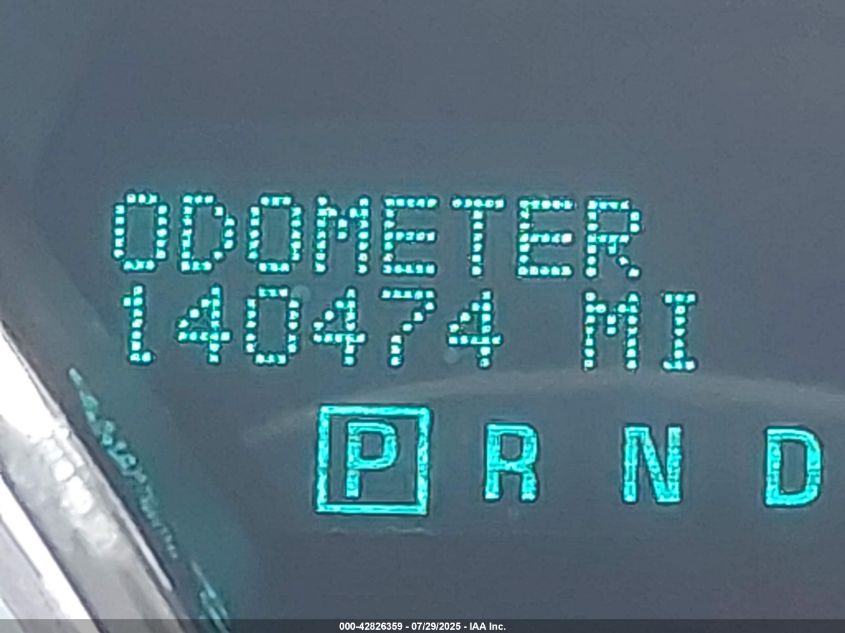 ODOMETER
140474 MI
P R N D
000-42826359 - 07/29/2025 - IAA Inc.